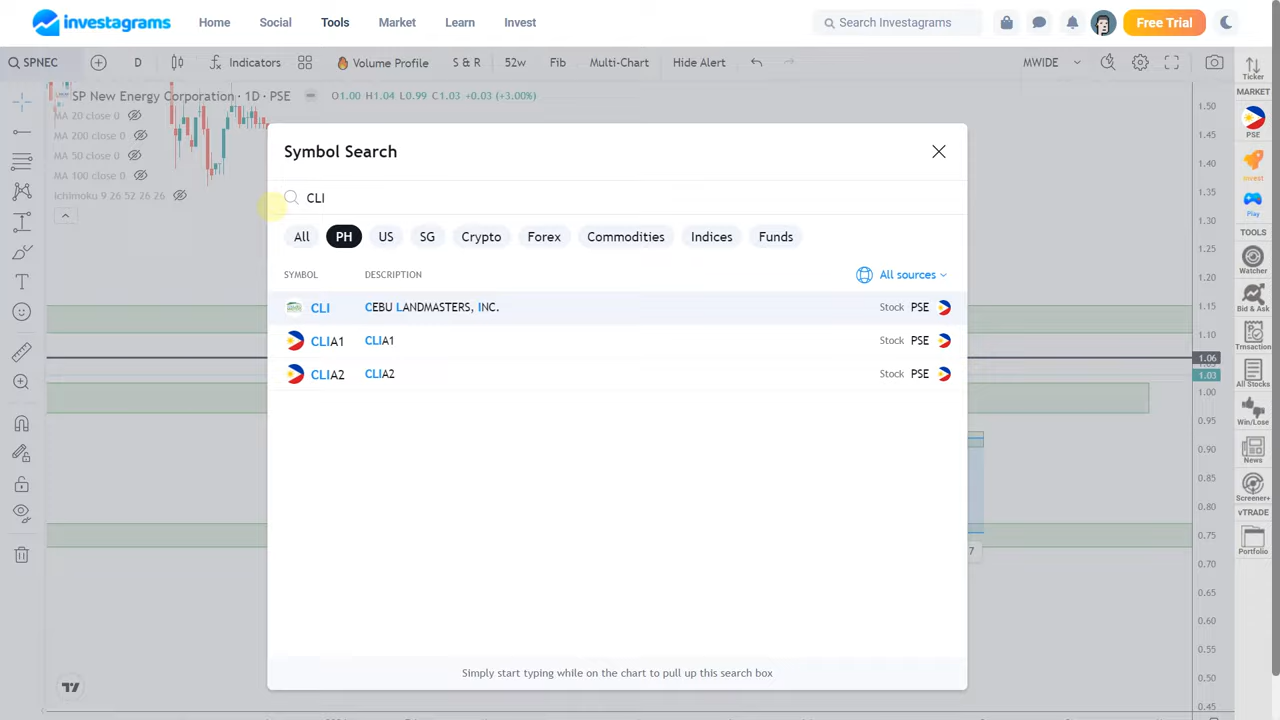 investagrams Home Social Tools Market Learn Invest Search Investagrams Free Trial
SPNEC D Indicators Volume Profile S & R 52w Fib Multi-Chart Hide Alert MWIDE
SP New Energy Corporation · 1D · PSE O1.00 H1.04 L0.99 C1.03 +0.03 (+3.00%)
MA 20 close 0
MA 200 close 0
MA 50 close 0
MA 100 close 0
Ichimoku 9 26 52 26 26
Symbol Search
CLI
All PH US SG Crypto Forex Commodities Indices Funds
SYMBOL DESCRIPTION All sources
CLI CEBU LANDMASTERS, INC. Stock PSE
CLIA1 CLIA1 Stock PSE
CLIA2 CLIA2 Stock PSE
Simply start typing while on the chart to pull up this search box
7
1.50
1.45
1.40
1.35
1.30
1.25
1.20
1.15
1.10
1.06
1.03
1.00
0.95
0.90
0.85
0.80
0.75
0.70
0.65
0.60
0.55
0.50
0.45
Ticker
MARKET
PSE
Invest
Play
TOOLS
Watcher
Bid & Ask
Trnsaction
All Stocks
Win/Lose
News
Screener+
vTRADE
Portfolio